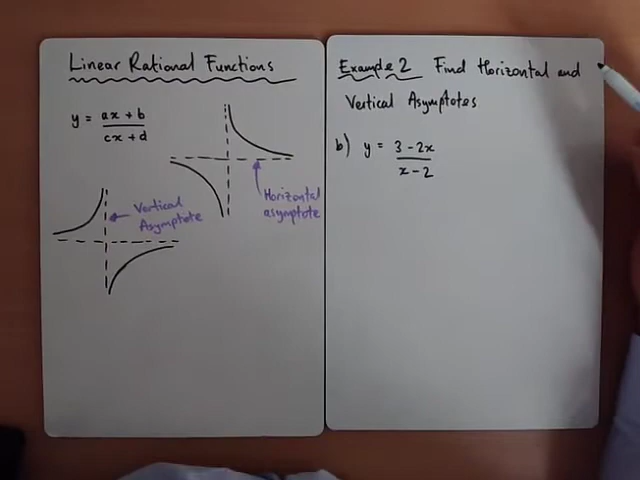 Linear Rational Functions
y = (ax + b)/(cx + d)
Horizontal
asymptote
Vertical
Asymptote
Example 2 Find Horizontal and
Vertical Asymptotes
b) y = (3 - 2x)/(x - 2)